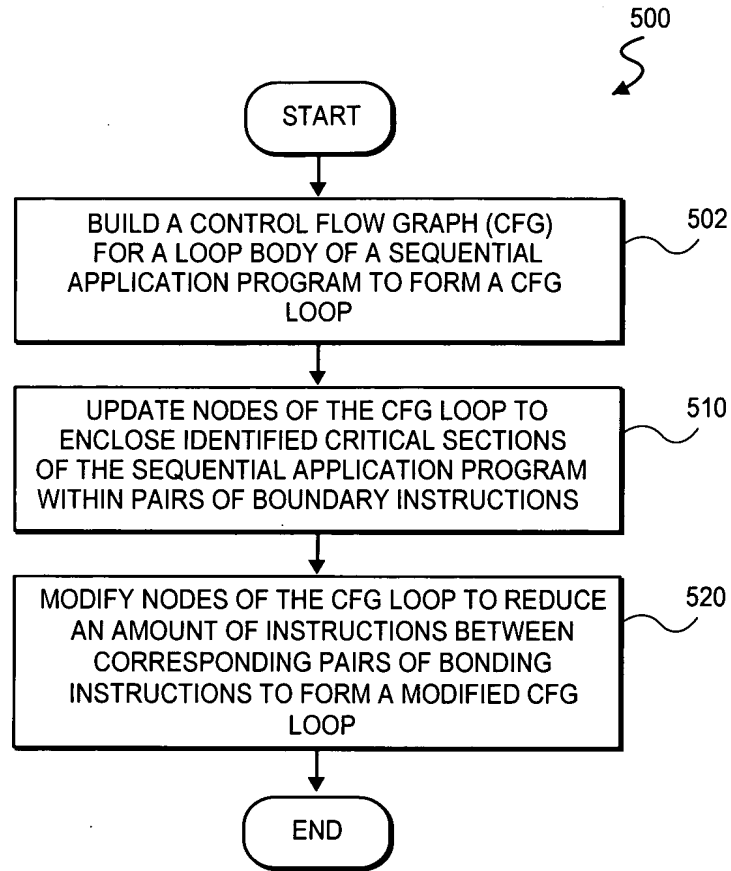 500
START
BUILD A CONTROL FLOW GRAPH (CFG)
FOR A LOOP BODY OF A SEQUENTIAL
APPLICATION PROGRAM TO FORM A CFG
LOOP
502
UPDATE NODES OF THE CFG LOOP TO
ENCLOSE IDENTIFIED CRITICAL SECTIONS
OF THE SEQUENTIAL APPLICATION PROGRAM
WITHIN PAIRS OF BOUNDARY INSTRUCTIONS
510
MODIFY NODES OF THE CFG LOOP TO REDUCE
AN AMOUNT OF INSTRUCTIONS BETWEEN
CORRESPONDING PAIRS OF BONDING
INSTRUCTIONS TO FORM A MODIFIED CFG
LOOP
520
END